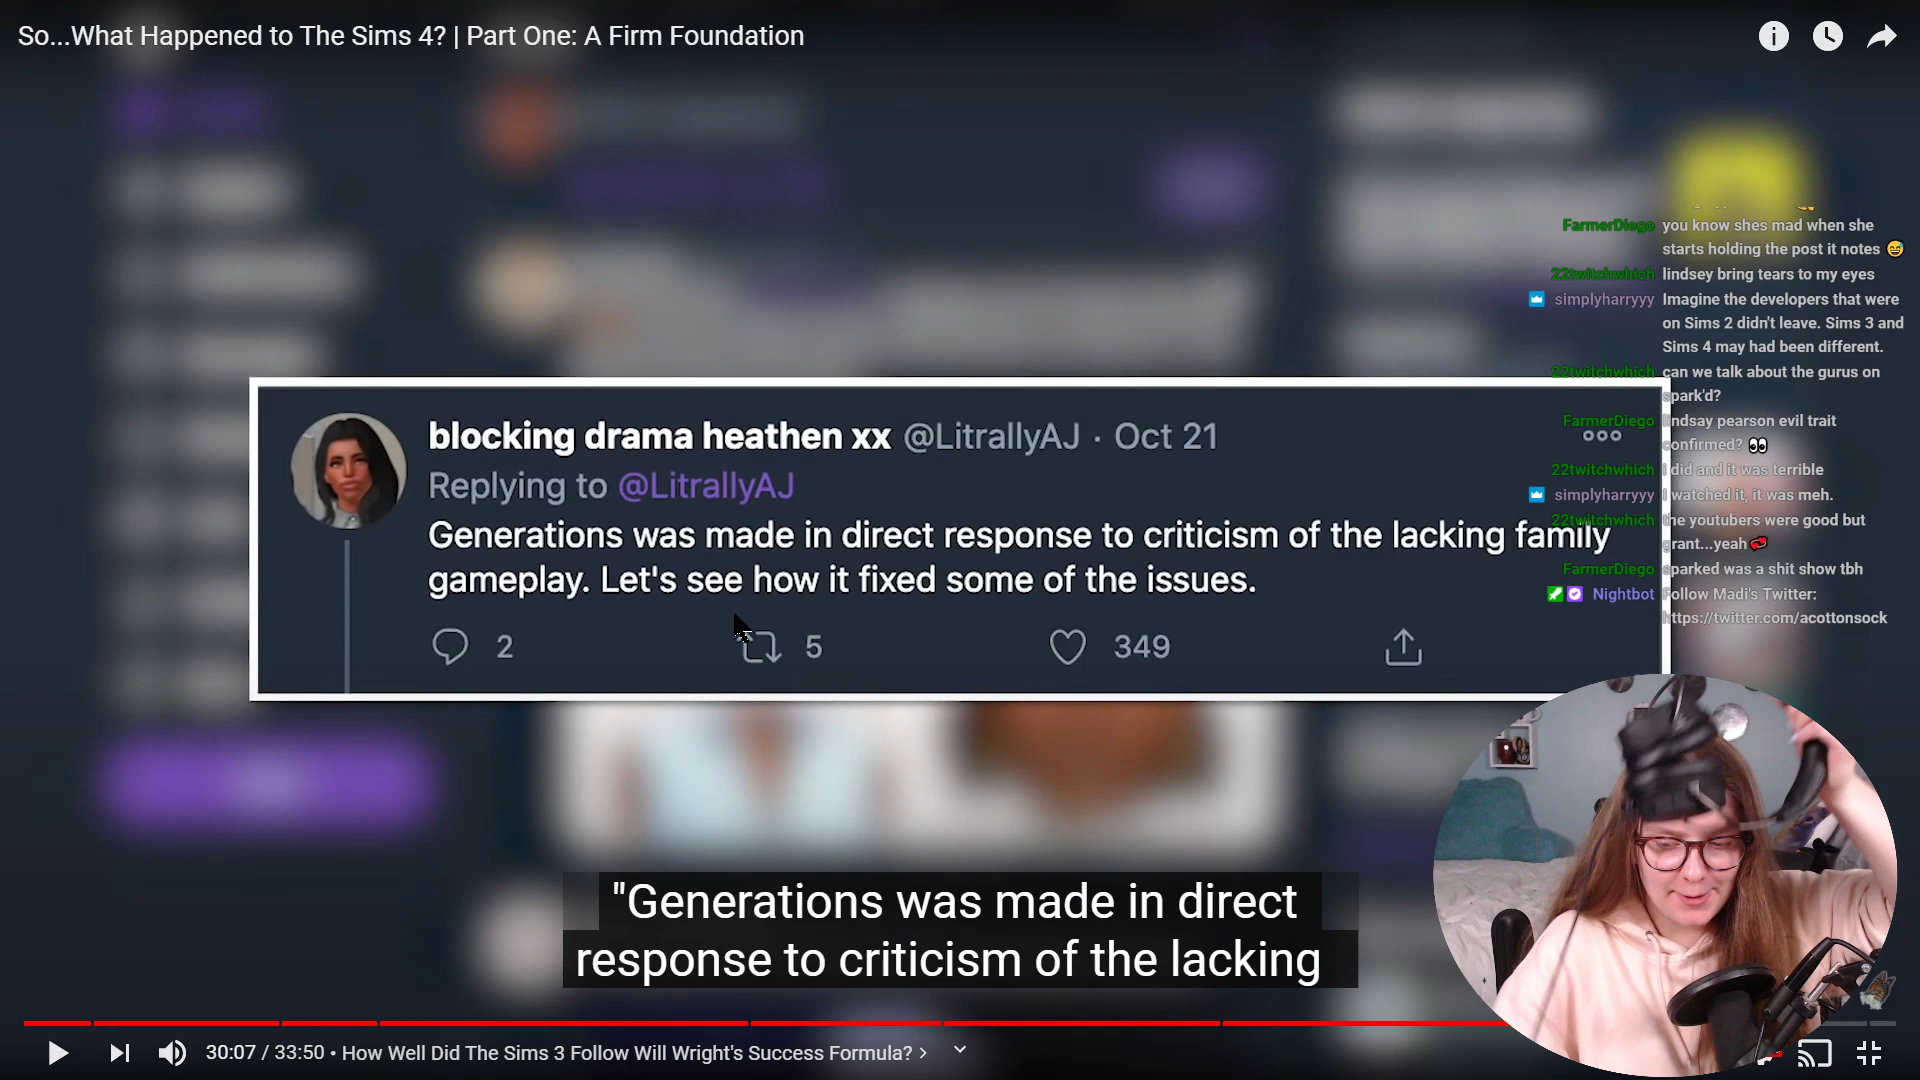 So...What Happened to The Sims 4? | Part One: A Firm Foundation
FarmerDiego you know shes mad when she
starts holding the post it notes 😅
22twitchwhich lindsey bring tears to my eyes
simplyharryyy Imagine the developers that were
on Sims 2 didn't leave. Sims 3 and
Sims 4 may had been different.
22twitchwhich can we talk about the gurus on
spark'd?
FarmerDiego lindsay pearson evil trait
confirmed? 👀
22twitchwhich I did and it was terrible
simplyharryyy I watched it, it was meh.
22twitchwhich the youtubers were good but
grant...yeah
FarmerDiego sparked was a shit show tbh
Nightbot Follow Madi's Twitter:
https://twitter.com/acottonsock
blocking drama heathen xx @LitrallyAJ · Oct 21
Replying to @LitrallyAJ
Generations was made in direct response to criticism of the lacking family
gameplay. Let's see how it fixed some of the issues.
2 5 349
"Generations was made in direct
response to criticism of the lacking
30:07 / 33:50 • How Well Did The Sims 3 Follow Will Wright's Success Formula? >